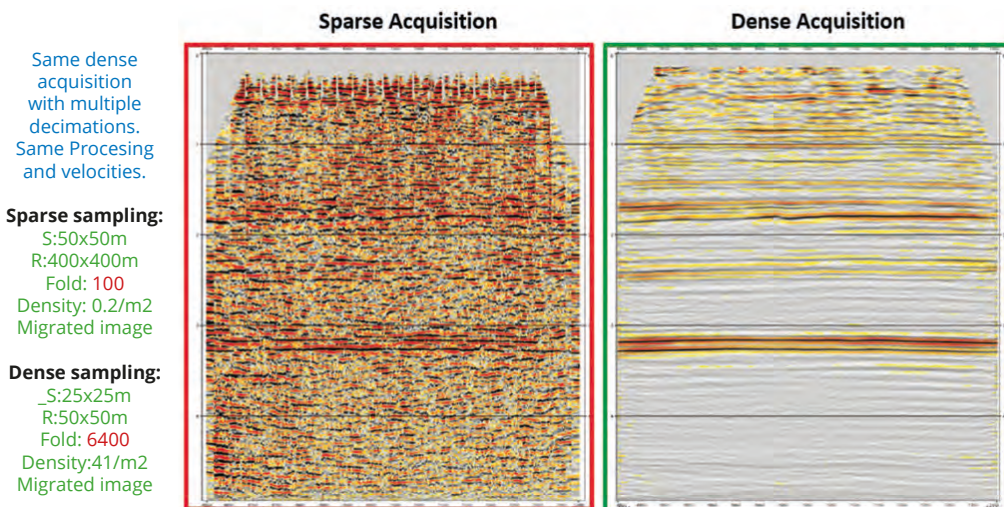 Sparse Acquisition
Dense Acquisition
Same dense
acquisition
with multiple
decimations.
Same Procesing
and velocities.
Sparse sampling:
S:50x50m
R:400x400m
Fold: 100
Density: 0.2/m2
Migrated image
Dense sampling:
_S:25x25m
R:50x50m
Fold: 6400
Density:41/m2
Migrated image